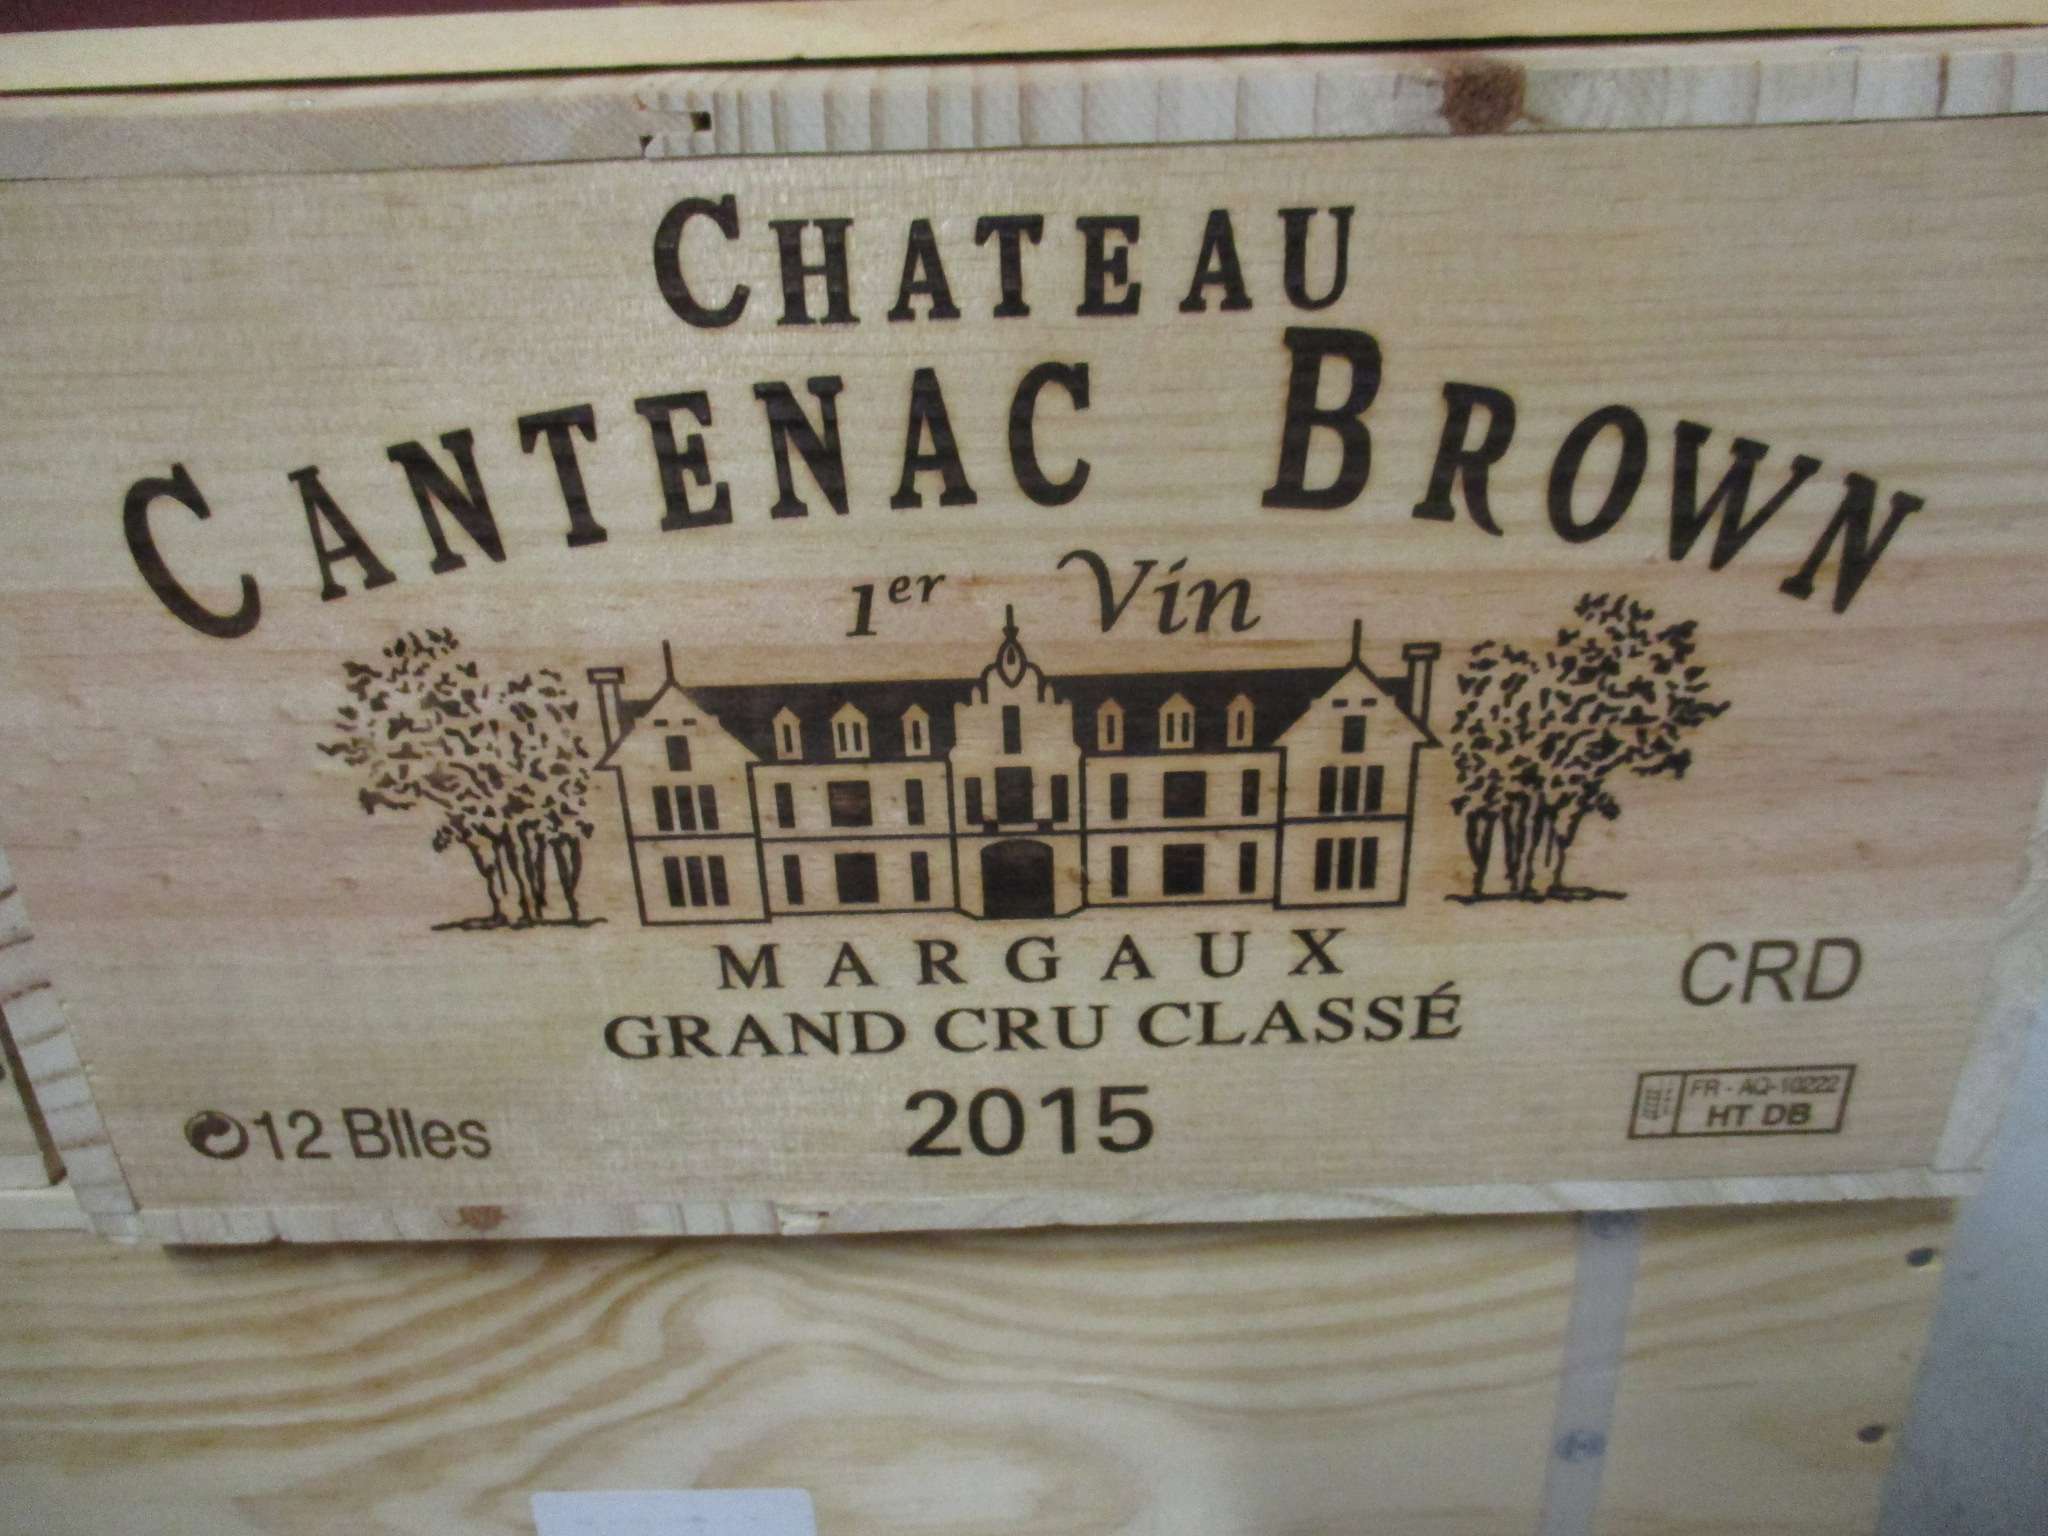 CHATEAU
CANTENAC BROWN
1er Vin
MARGAUX
GRAND CRU CLASSÉ
CRD
2015
12 Blles
FR - AQ-10222
HT DB